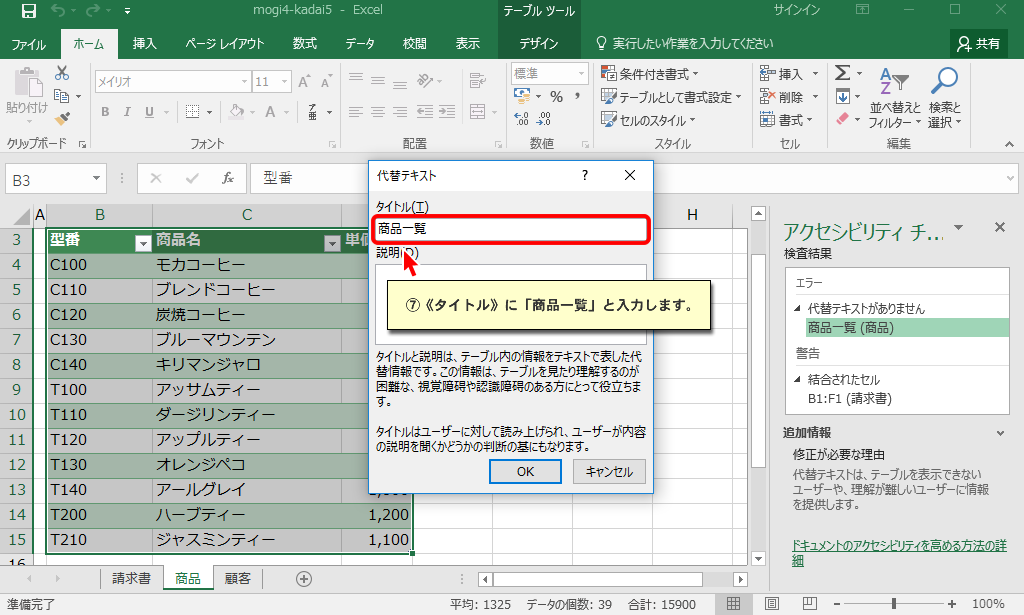 mogi4-kadai5 - Excel
テーブル ツール
サインイン
ファイル
ホーム
挿入
ページ レイアウト
数式
データ
校閲
表示
デザイン
実行したい作業を入力してください
共有
貼り付け
クリップボード
メイリオ
11
B I U
フォント
配置
標準
% ,
数値
条件付き書式
テーブルとして書式設定
セルのスタイル
スタイル
挿入
削除
書式
セル
並べ替えと
フィルター
検索と
選択
編集
B3
fx
型番
A B C H
3 型番 商品名 単価
4 C100 モカコーヒー
5 C110 ブレンドコーヒー
6 C120 炭焼コーヒー
7 C130 ブルーマウンテン
8 C140 キリマンジャロ
9 T100 アッサムティー
10 T110 ダージリンティー
11 T120 アップルティー
12 T130 オレンジペコ
13 T140 アールグレイ
14 T200 ハーブティー 1,200
15 T210 ジャスミンティー 1,100
16
代替テキスト
?
タイトル(T)
商品一覧
説明(D)
⑦《タイトル》に「商品一覧」と入力します。
タイトルと説明は、テーブル内の情報をテキストで表した代
替情報です。この情報は、テーブルを見たり理解するのが
困難な、視覚障碍や認識障碍のある方にとって役立ちま
す。
タイトルはユーザーに対して読み上げられ、ユーザーが内容
の説明を聞くかどうかの判断の基にもなります。
OK
キャンセル
アクセシビリティ チ...
検査結果
エラー
代替テキストがありません
商品一覧 (商品)
警告
結合されたセル
B1:F1 (請求書)
追加情報
修正が必要な理由
代替テキストは、テーブルを表示できない
ユーザーや、理解が難しいユーザーに情報
を提供します。
ドキュメントのアクセシビリティを高める方法の詳
細
請求書
商品
顧客
準備完了
平均: 1325 データの個数: 39 合計: 15900
100%